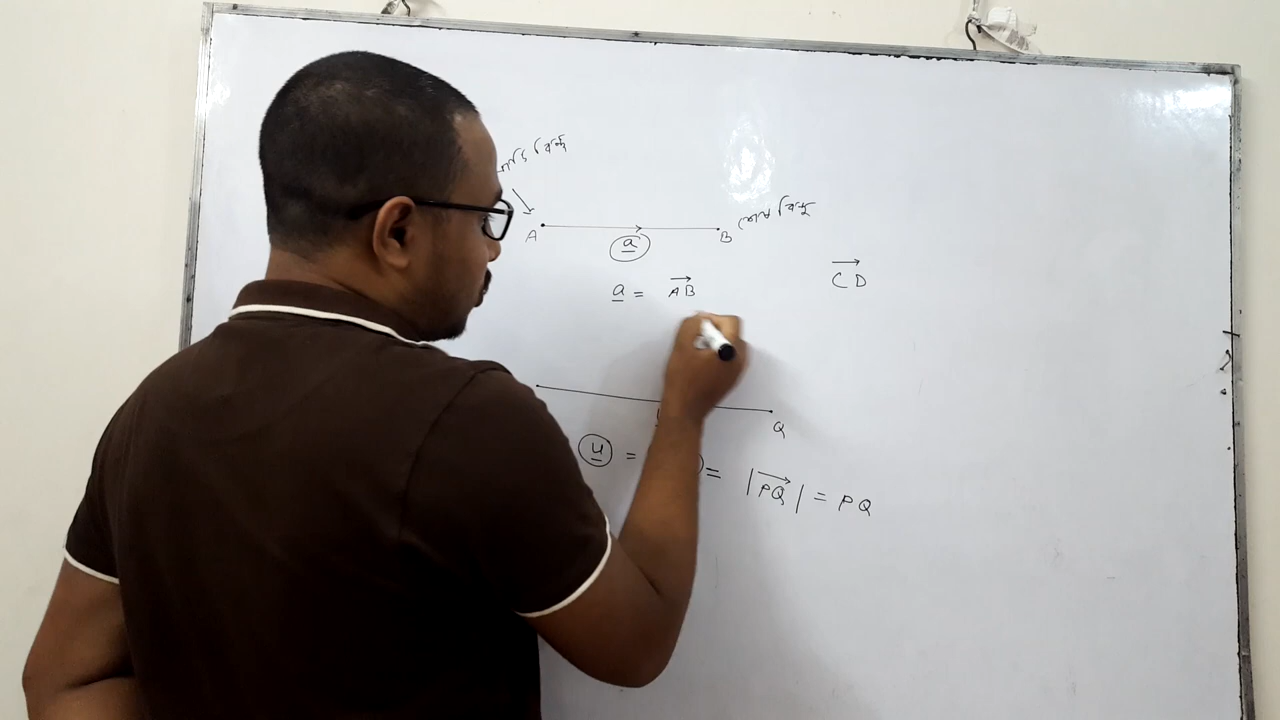 বিন্দু
শেষ বিন্দু
A B
a
a = AB⃗
CD⃗
Q
u =
= |PQ⃗| = PQ